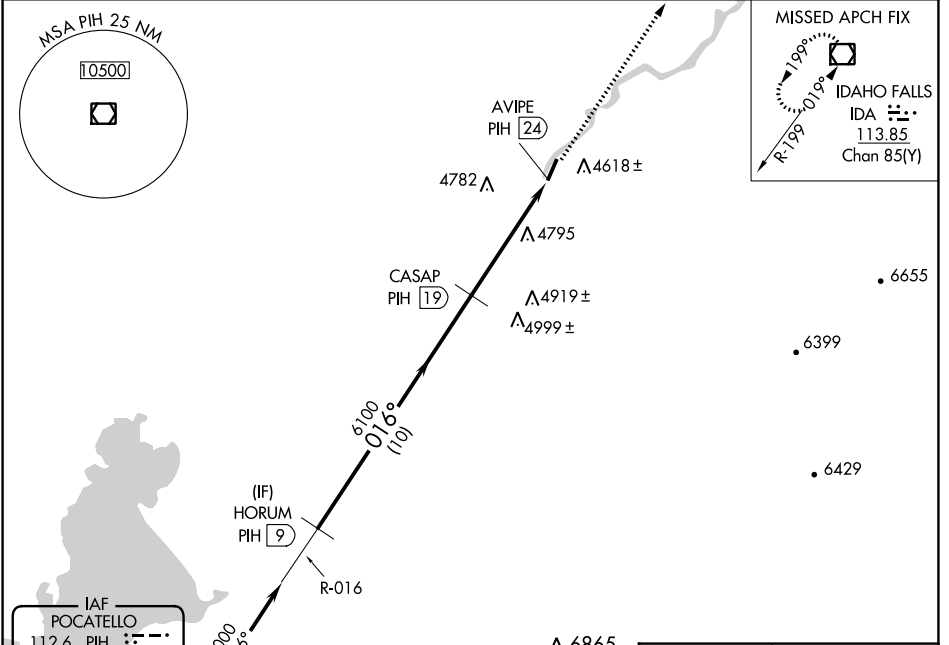 MSA PIH 25 NM
10500
MISSED APCH FIX
199°
019°
R-199
IDAHO FALLS
IDA
113.85
Chan 85(Y)
AVIPE
PIH 24
4618 ±
4782
4795
CASAP
PIH 19
4919 ±
4999 ±
6655
6399
6100
016°
(10)
6429
(IF)
HORUM
PIH 9
R-016
IAF
POCATELLO
112.6 PIH
6865